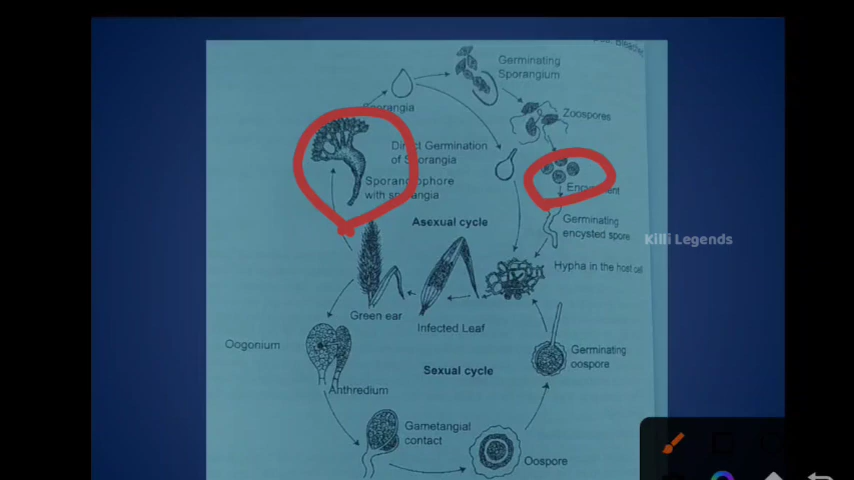 Germinating
Sporangium
Sporangia
Zoospores
Direct Germination
of Sporangia
Sporangiophore
with sporangia
Germinating
encysted spore
Asexual cycle
Killi Legends
Hypha in the host cell
Green ear
Infected Leaf
Oogonium
Germinating
oospore
Sexual cycle
Anthredium
Gametangial
contact
Oospore